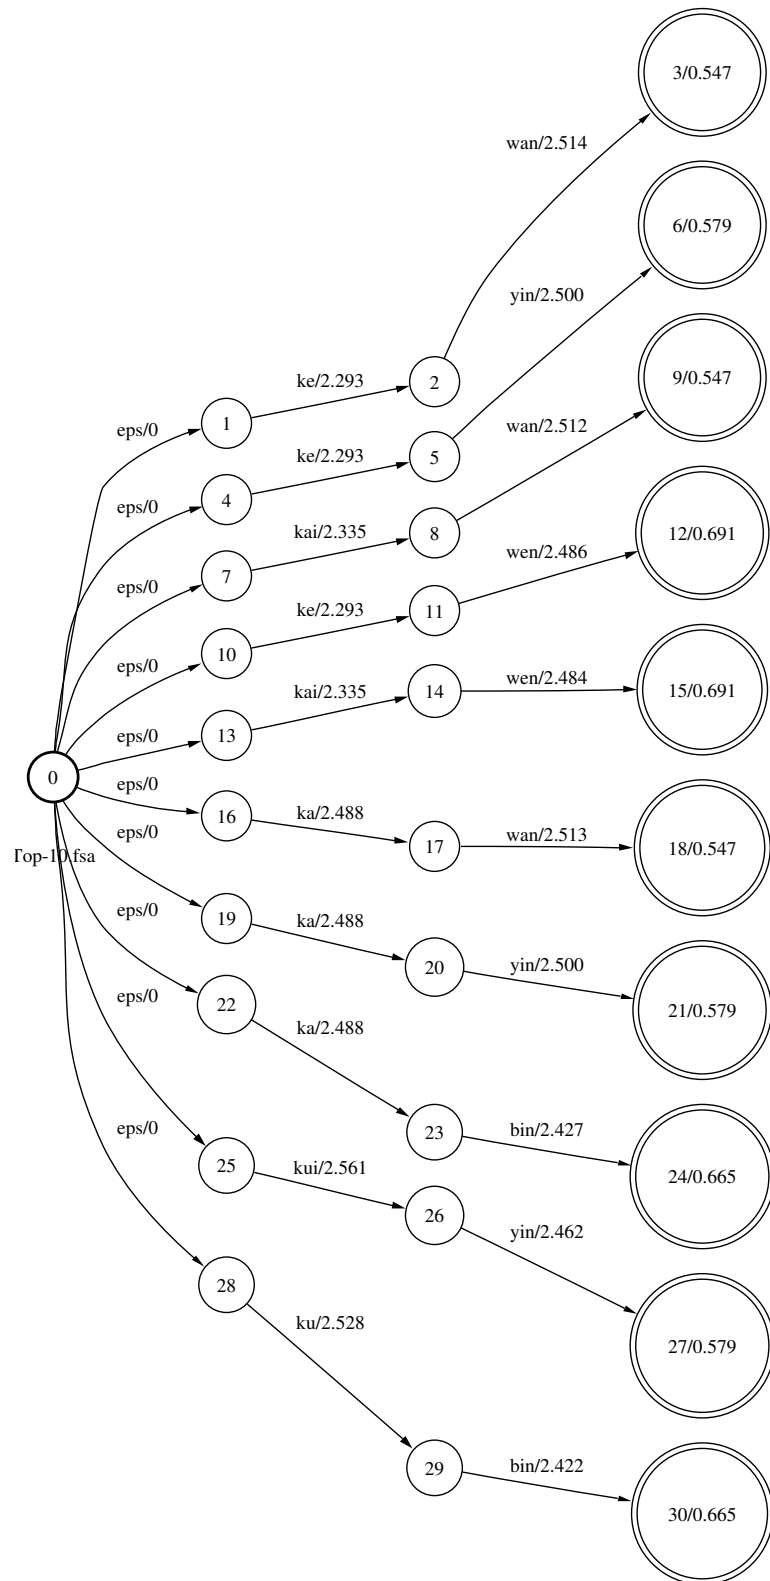 3/0.547
wan/2.514
6/0.579
yin/2.500
9/0.547
ke/2.293
2
wan/2.512
eps/0
1
ke/2.293
5
eps/0
4
kai/2.335
8
wen/2.486
12/0.691
eps/0
7
ke/2.293
11
eps/0
10
kai/2.335
14
wen/2.484
15/0.691
eps/0
13
0
eps/0
16
ka/2.488
17
wan/2.513
18/0.547
Top-10.fsa
eps/0
19
ka/2.488
20
yin/2.500
21/0.579
eps/0
22
ka/2.488
23
bin/2.427
24/0.665
eps/0
25
kui/2.561
26
yin/2.462
27/0.579
eps/0
28
ku/2.528
29
bin/2.422
30/0.665